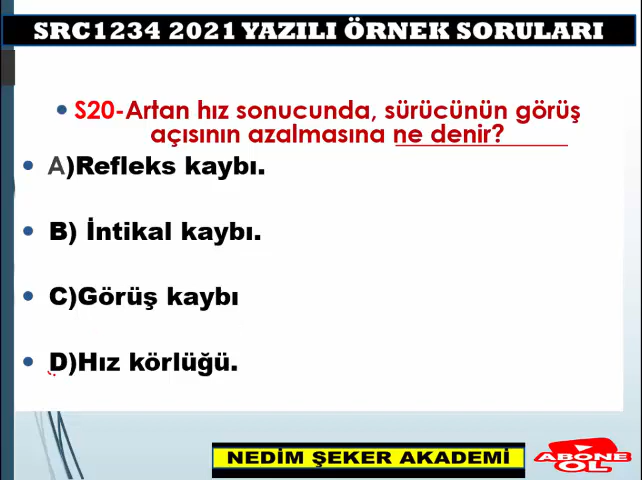 SRC1234 2021 YAZILI ÖRNEK SORULARI
S20-Artan hız sonucunda, sürücünün görüş
açısının azalmasına ne denir?
A)Refleks kaybı.
B) İntikal kaybı.
C)Görüş kaybı
D)Hız körlüğü.
NEDİM ŞEKER AKADEMİ
ABONE
OL